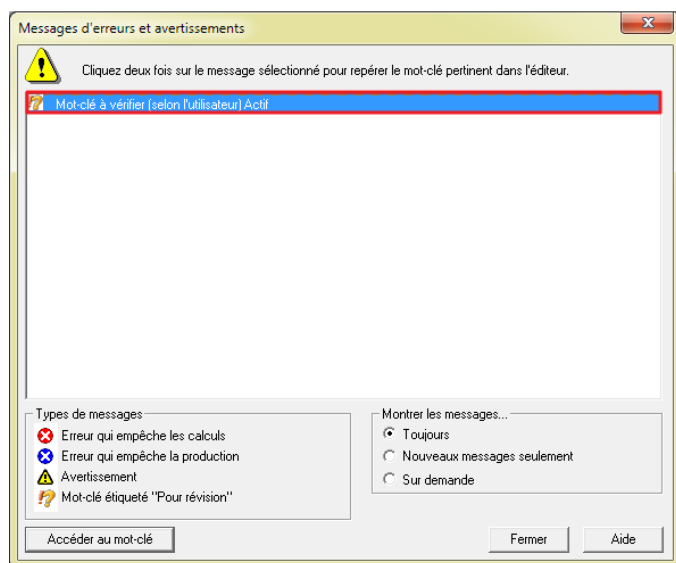 Messages d'erreurs et avertissements
Cliquez deux fois sur le message sélectionné pour repérer le mot-clé pertinent dans l'éditeur.
Mot-clé à vérifier (selon l'utilisateur) Actif
Types de messages
Erreur qui empêche les calculs
Erreur qui empêche la production
Avertissement
Mot-clé étiqueté "Pour révision"
Montrer les messages...
Toujours
Nouveaux messages seulement
Sur demande
Accéder au mot-clé
Fermer
Aide